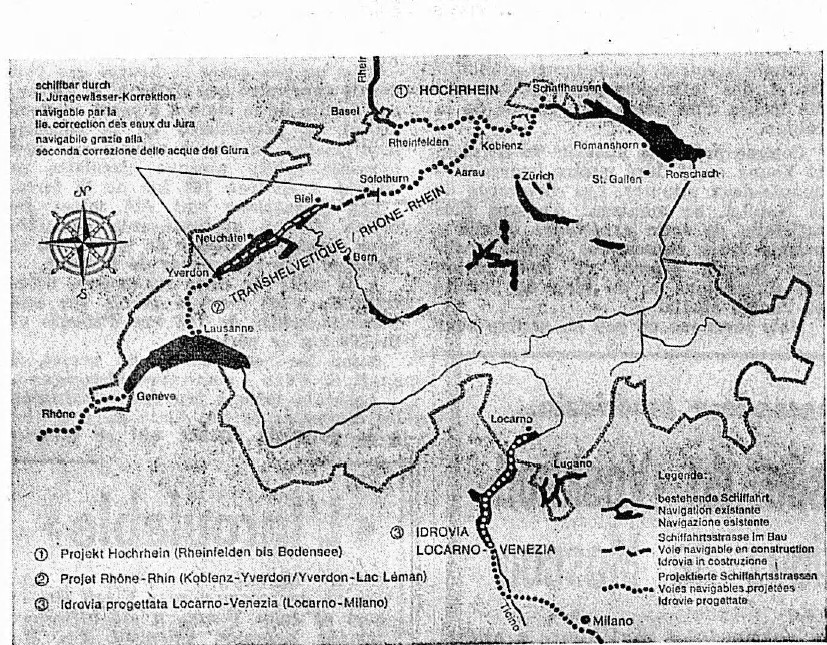 schiffbar durch
II. Juragewässer-Korrektion
navigable par la
IIe. correction des eaux du Jura
navigabile grazie alla
seconda correzione delle acque del Giura
Rhein
① HOCHRHEIN
Schaffhausen
Basel
Rheinfelden
Koblenz
Romanshorn
Solothurn
Aarau
Zürich
St. Gallen
Rorschach
Biel
N
Neuchâtel
Bern
Yverdon
② TRANSHELVETIQUE / RHONE-RHEIN
S
Lausanne
Genève
Rhône
Locarno
Lugano
Legende:
bestehende Schiffahrt
Navigation existante
Navigazione esistente
③ IDROVIA
LOCARNO-VENEZIA
Schiffahrtsstrasse im Bau
Voie navigable en construction
Idrovia in costruzione
Projektierte Schiffahrtsstrassen
Voies navigables projetées
Idrovie progettate
① Projekt Hochrhein (Rheinfelden bis Bodensee)
② Projet Rhône-Rhin (Koblenz-Yverdon/Yverdon-Lac Léman)
③ Idrovia progettata Locarno-Venezia (Locarno-Milano)
Ticino
Milano